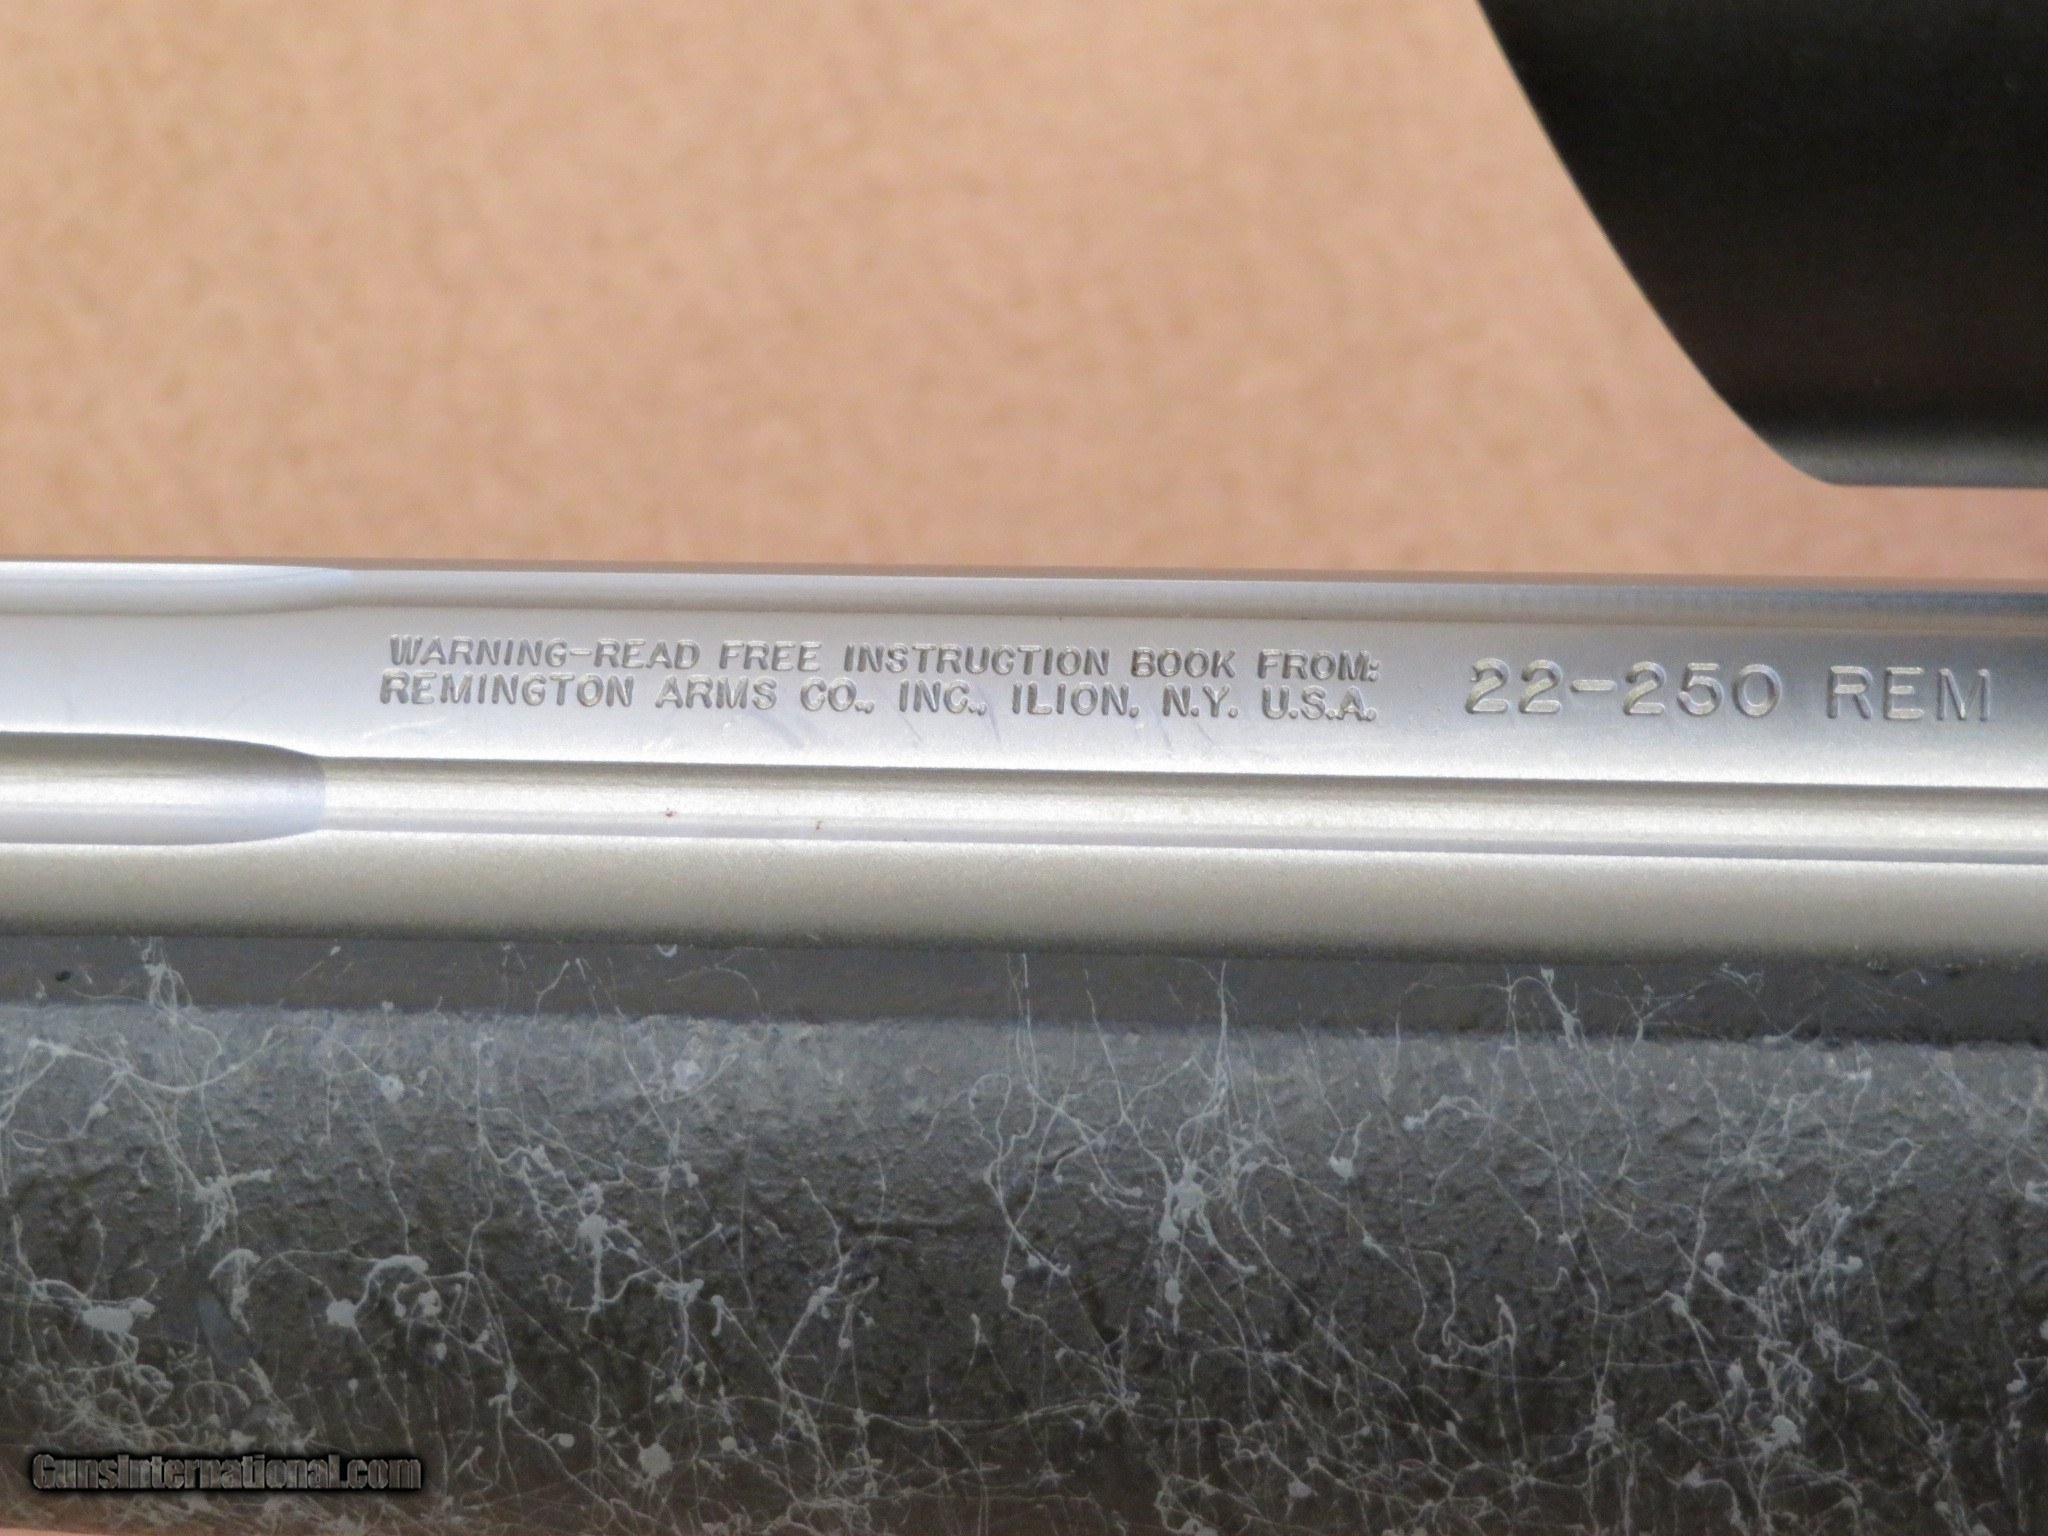 WARNING-READ FREE INSTRUCTION BOOK FROM:
REMINGTON ARMS CO., INC., ILION, N.Y. U.S.A.
22-250 REM
GunsInternational.com